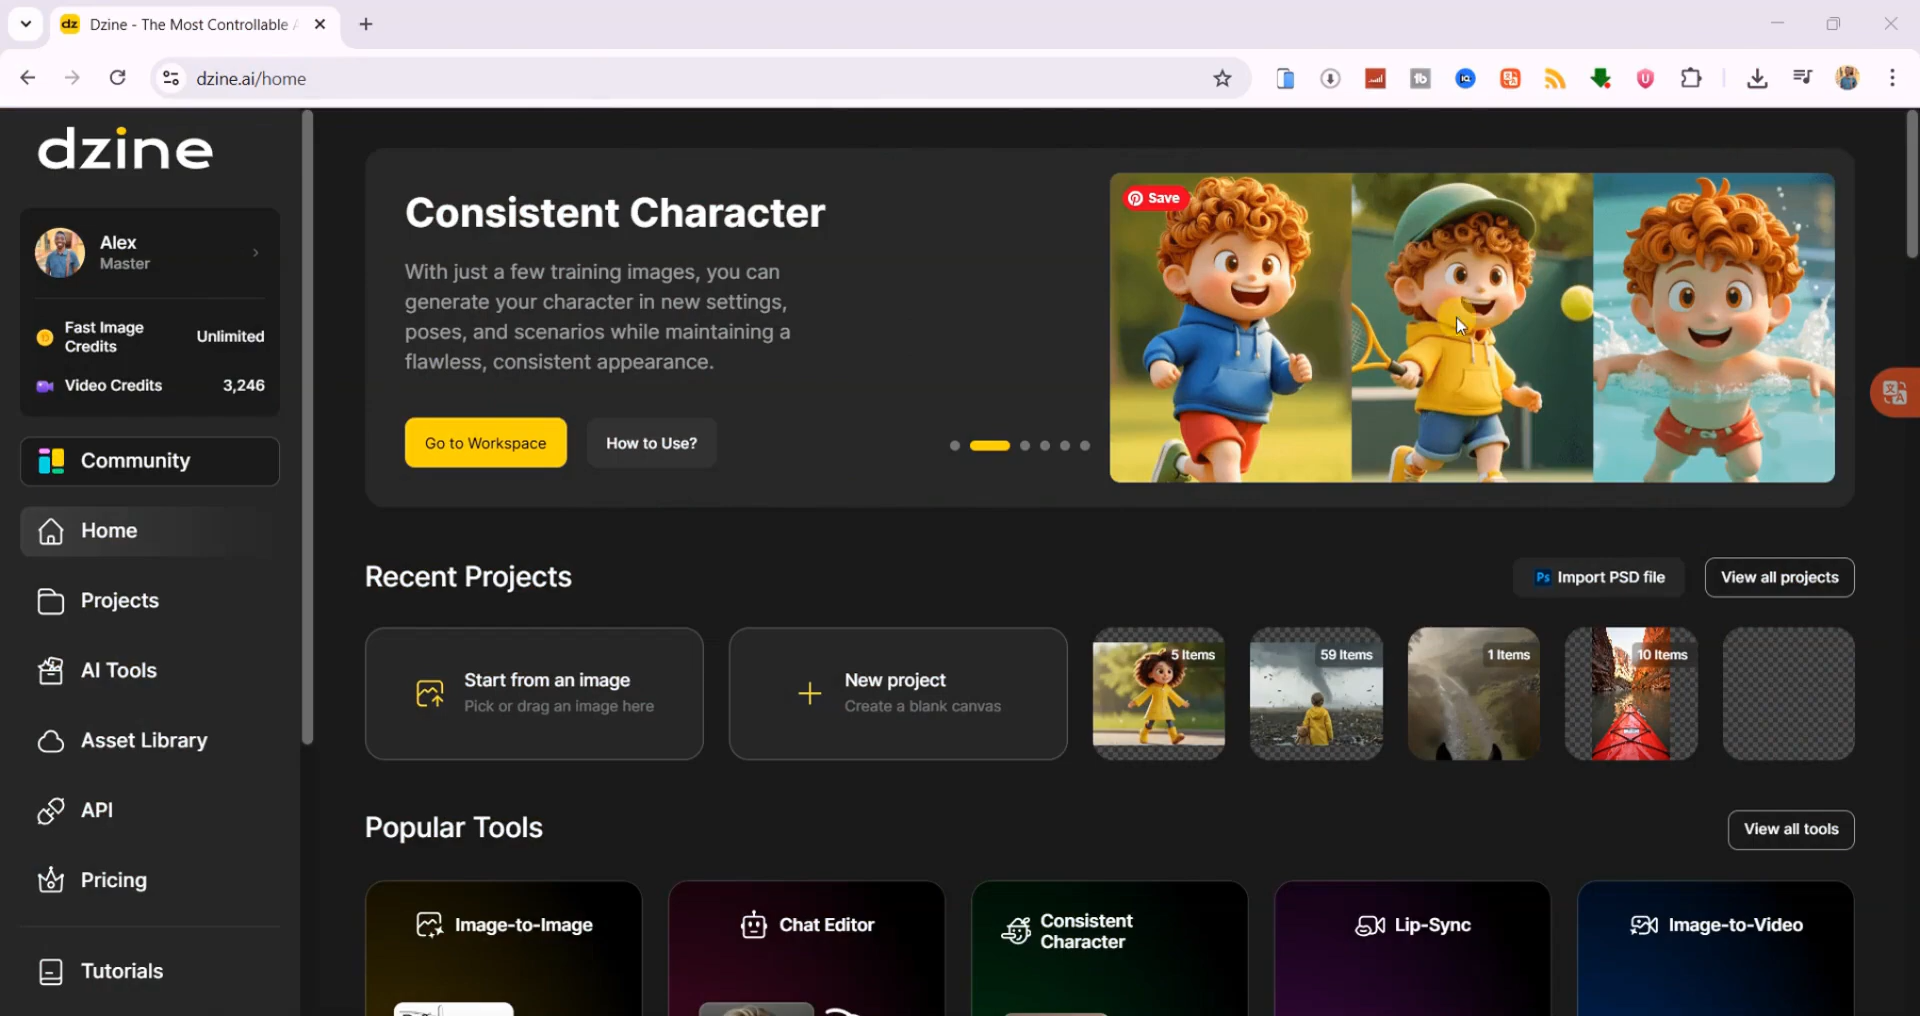 dz Dzine - The Most Controllable
dzine.ai/home
dzine
Alex
Master
Fast Image
Credits
Unlimited
Video Credits
3,246
Community
Home
Projects
AI Tools
Asset Library
API
Pricing
Tutorials
Consistent Character
With just a few training images, you can
generate your character in new settings,
poses, and scenarios while maintaining a
flawless, consistent appearance.
Go to Workspace
How to Use?
Save
Recent Projects
Ps Import PSD file
View all projects
Start from an image
Pick or drag an image here
New project
Create a blank canvas
5 Items
59 Items
1 Items
10 Items
Popular Tools
View all tools
Image-to-Image
Chat Editor
Consistent
Character
Lip-Sync
Image-to-Video